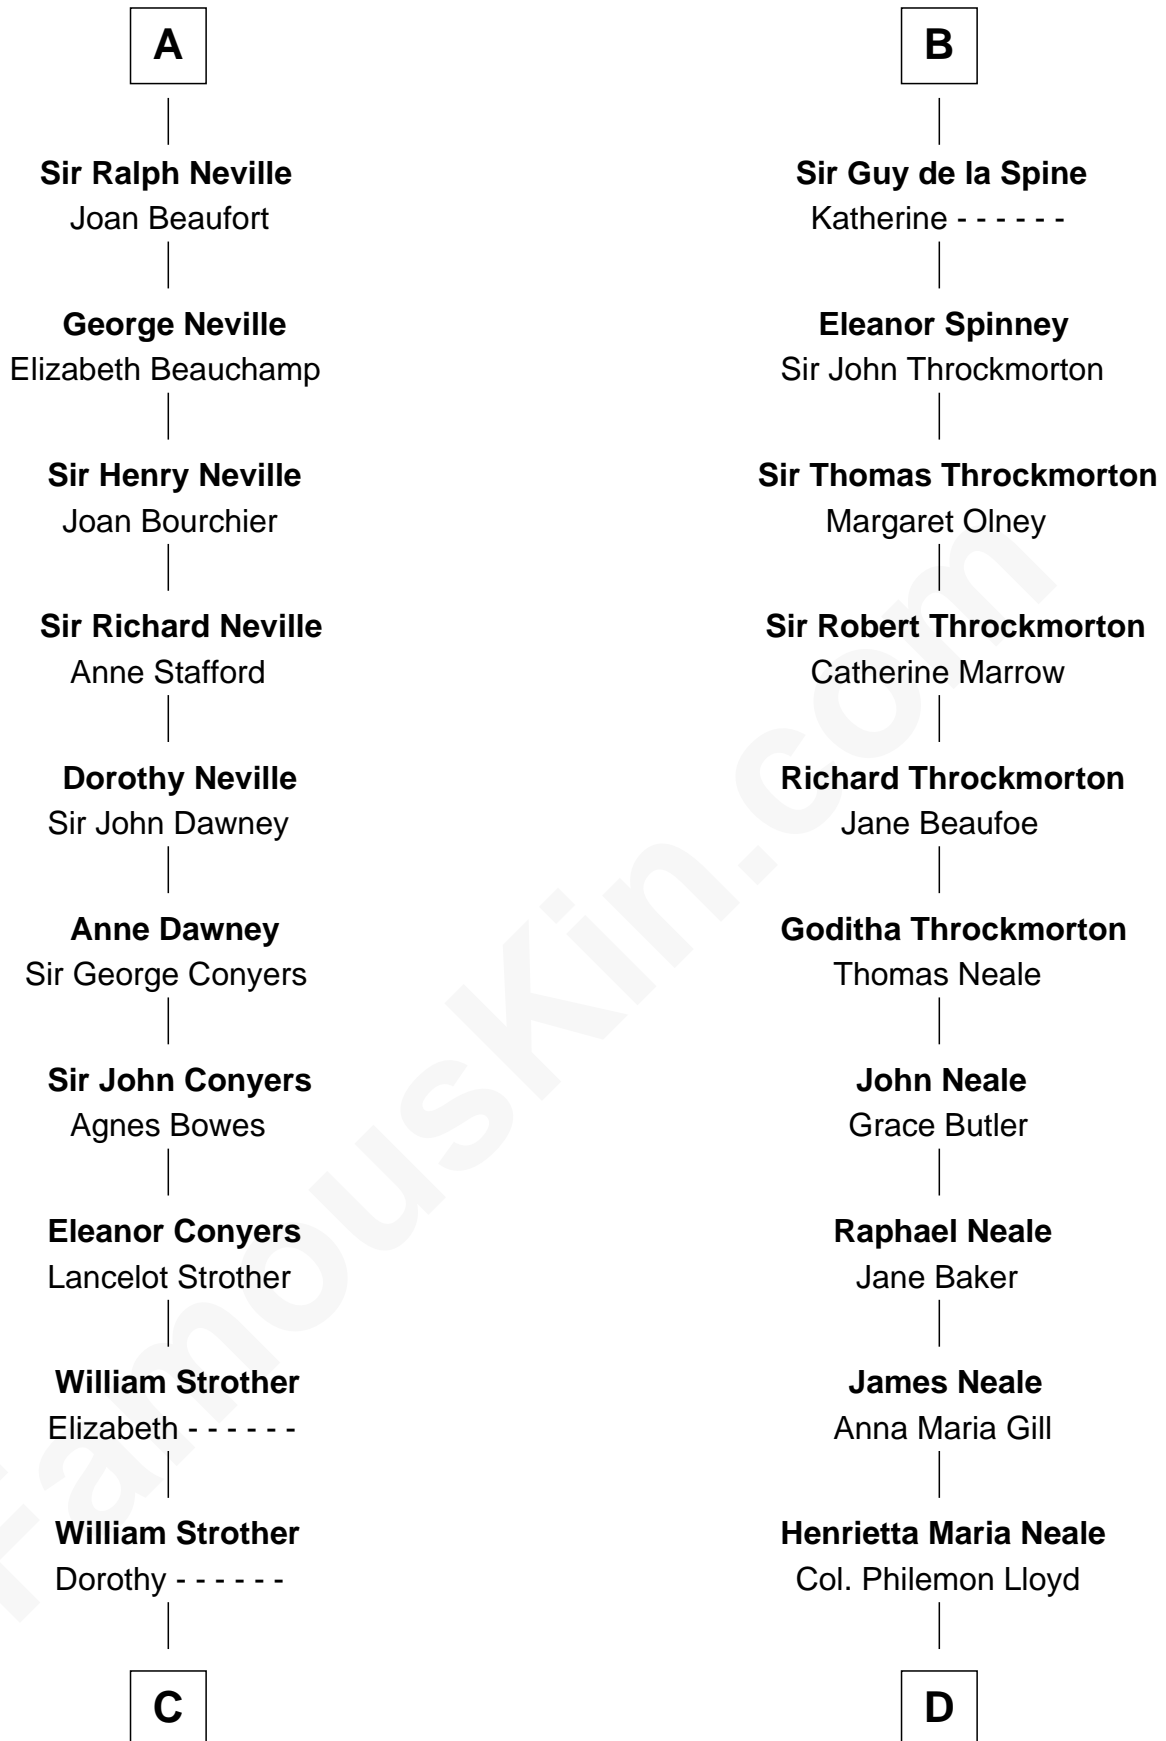 A
Sir Ralph Neville
Joan Beaufort
George Neville
Elizabeth Beauchamp
Sir Henry Neville
Joan Bourchier
Sir Richard Neville
Anne Stafford
Dorothy Neville
Sir John Dawney
Anne Dawney
Sir George Conyers
Sir John Conyers
Agnes Bowes
Eleanor Conyers
Lancelot Strother
William Strother
Elizabeth - - - - - -
William Strother
Dorothy - - - - - -
C
B
Sir Guy de la Spine
Katherine - - - - - -
Eleanor Spinney
Sir John Throckmorton
Sir Thomas Throckmorton
Margaret Olney
Sir Robert Throckmorton
Catherine Marrow
Richard Throckmorton
Jane Beaufoe
Goditha Throckmorton
Thomas Neale
John Neale
Grace Butler
Raphael Neale
Jane Baker
James Neale
Anna Maria Gill
Henrietta Maria Neale
Col. Philemon Lloyd
D
FamousKin.com